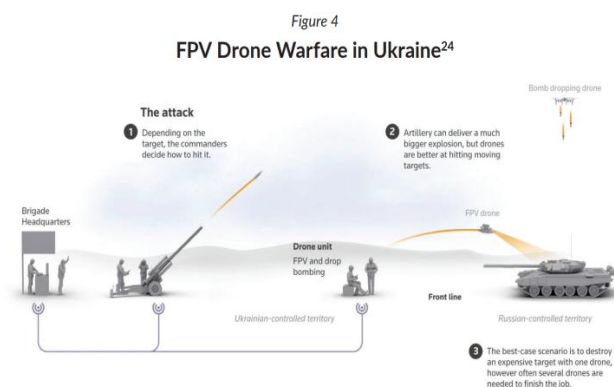 Figure 4
FPV Drone Warfare in Ukraine24
Bomb dropping drone
The attack
1 Depending on
the target, the commanders
decide how to hit it.
2 Artillery can deliver a much
bigger explosion, but drones
are better at hitting moving
targets.
Brigade
Headquarters
FPV drone
Drone unit
FPV and drop
bombing
Front line
Ukrainian-controlled territory
Russian-controlled territory
3 The best-case scenario is to destroy
an expensive target with one drone,
however often several drones are
needed to finish the job.